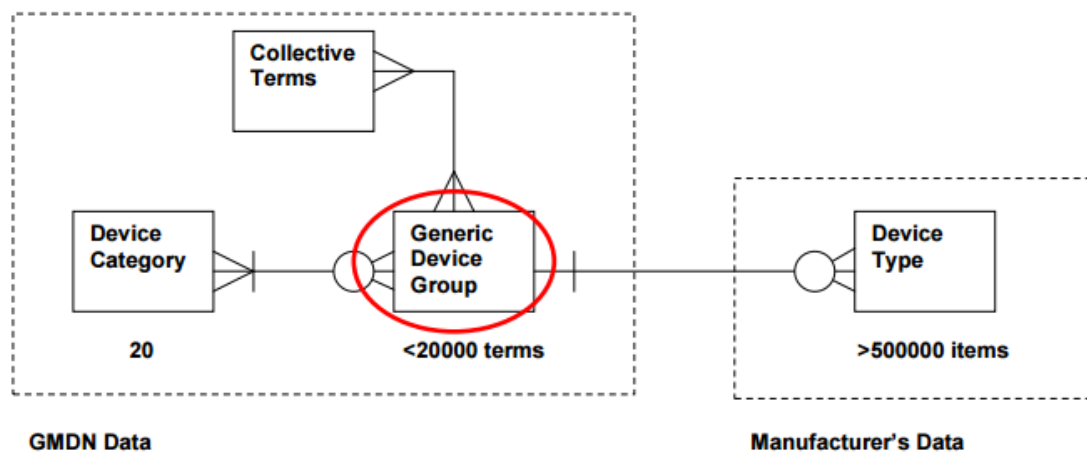 Collective
Terms
Device
Category
Generic
Device
Group
Device
Type
20
<20000 terms
>500000 items
GMDN Data
Manufacturer's Data